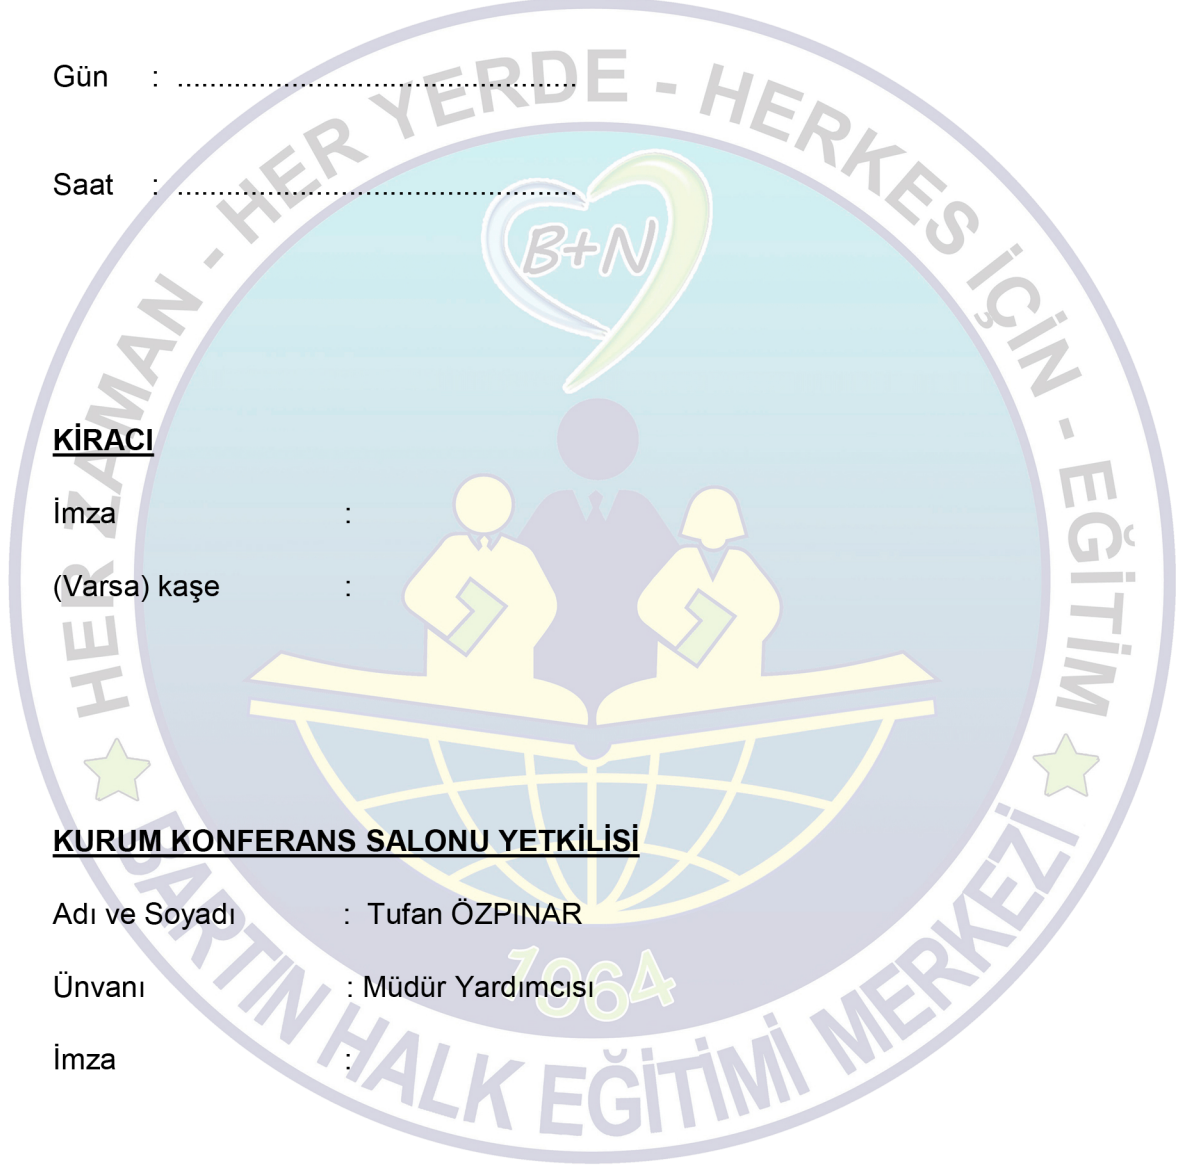 Gün : .................................................
Saat : .................................................
KİRACI
İmza :
(Varsa) kaşe :
KURUM KONFERANS SALONU YETKİLİSİ
Adı ve Soyadı : Tufan ÖZPINAR
Ünvanı : Müdür Yardımcısı
İmza :
HER ZAMAN - HER YERDE - HERKES İÇİN - EĞİTİM
B+N
1964
BARTIN HALK EĞİTİMİ MERKEZİ